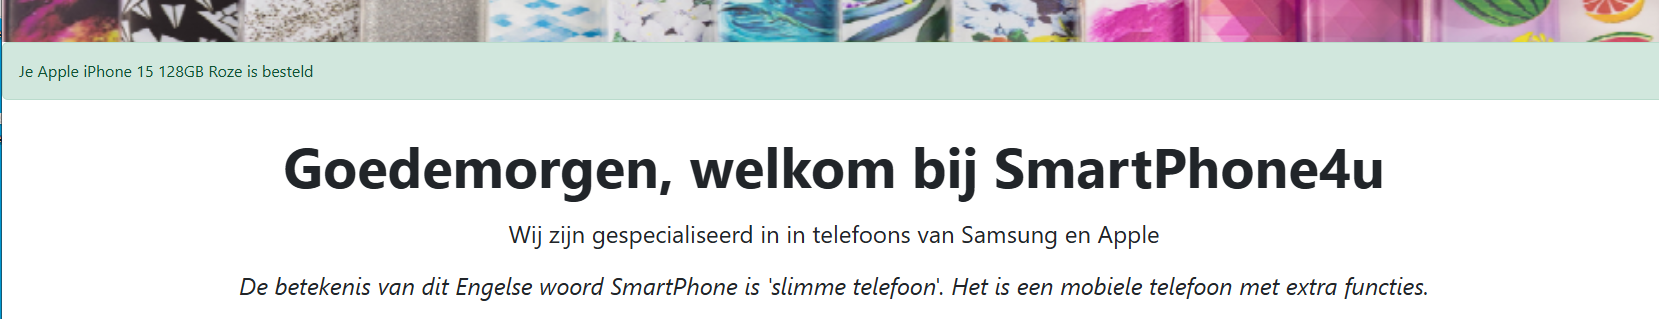 Je Apple iPhone 15 128GB Roze is besteld
Goedemorgen, welkom bij SmartPhone4u
Wij zijn gespecialiseerd in in telefoons van Samsung en Apple
De betekenis van dit Engelse woord SmartPhone is 'slimme telefoon'. Het is een mobiele telefoon met extra functies.